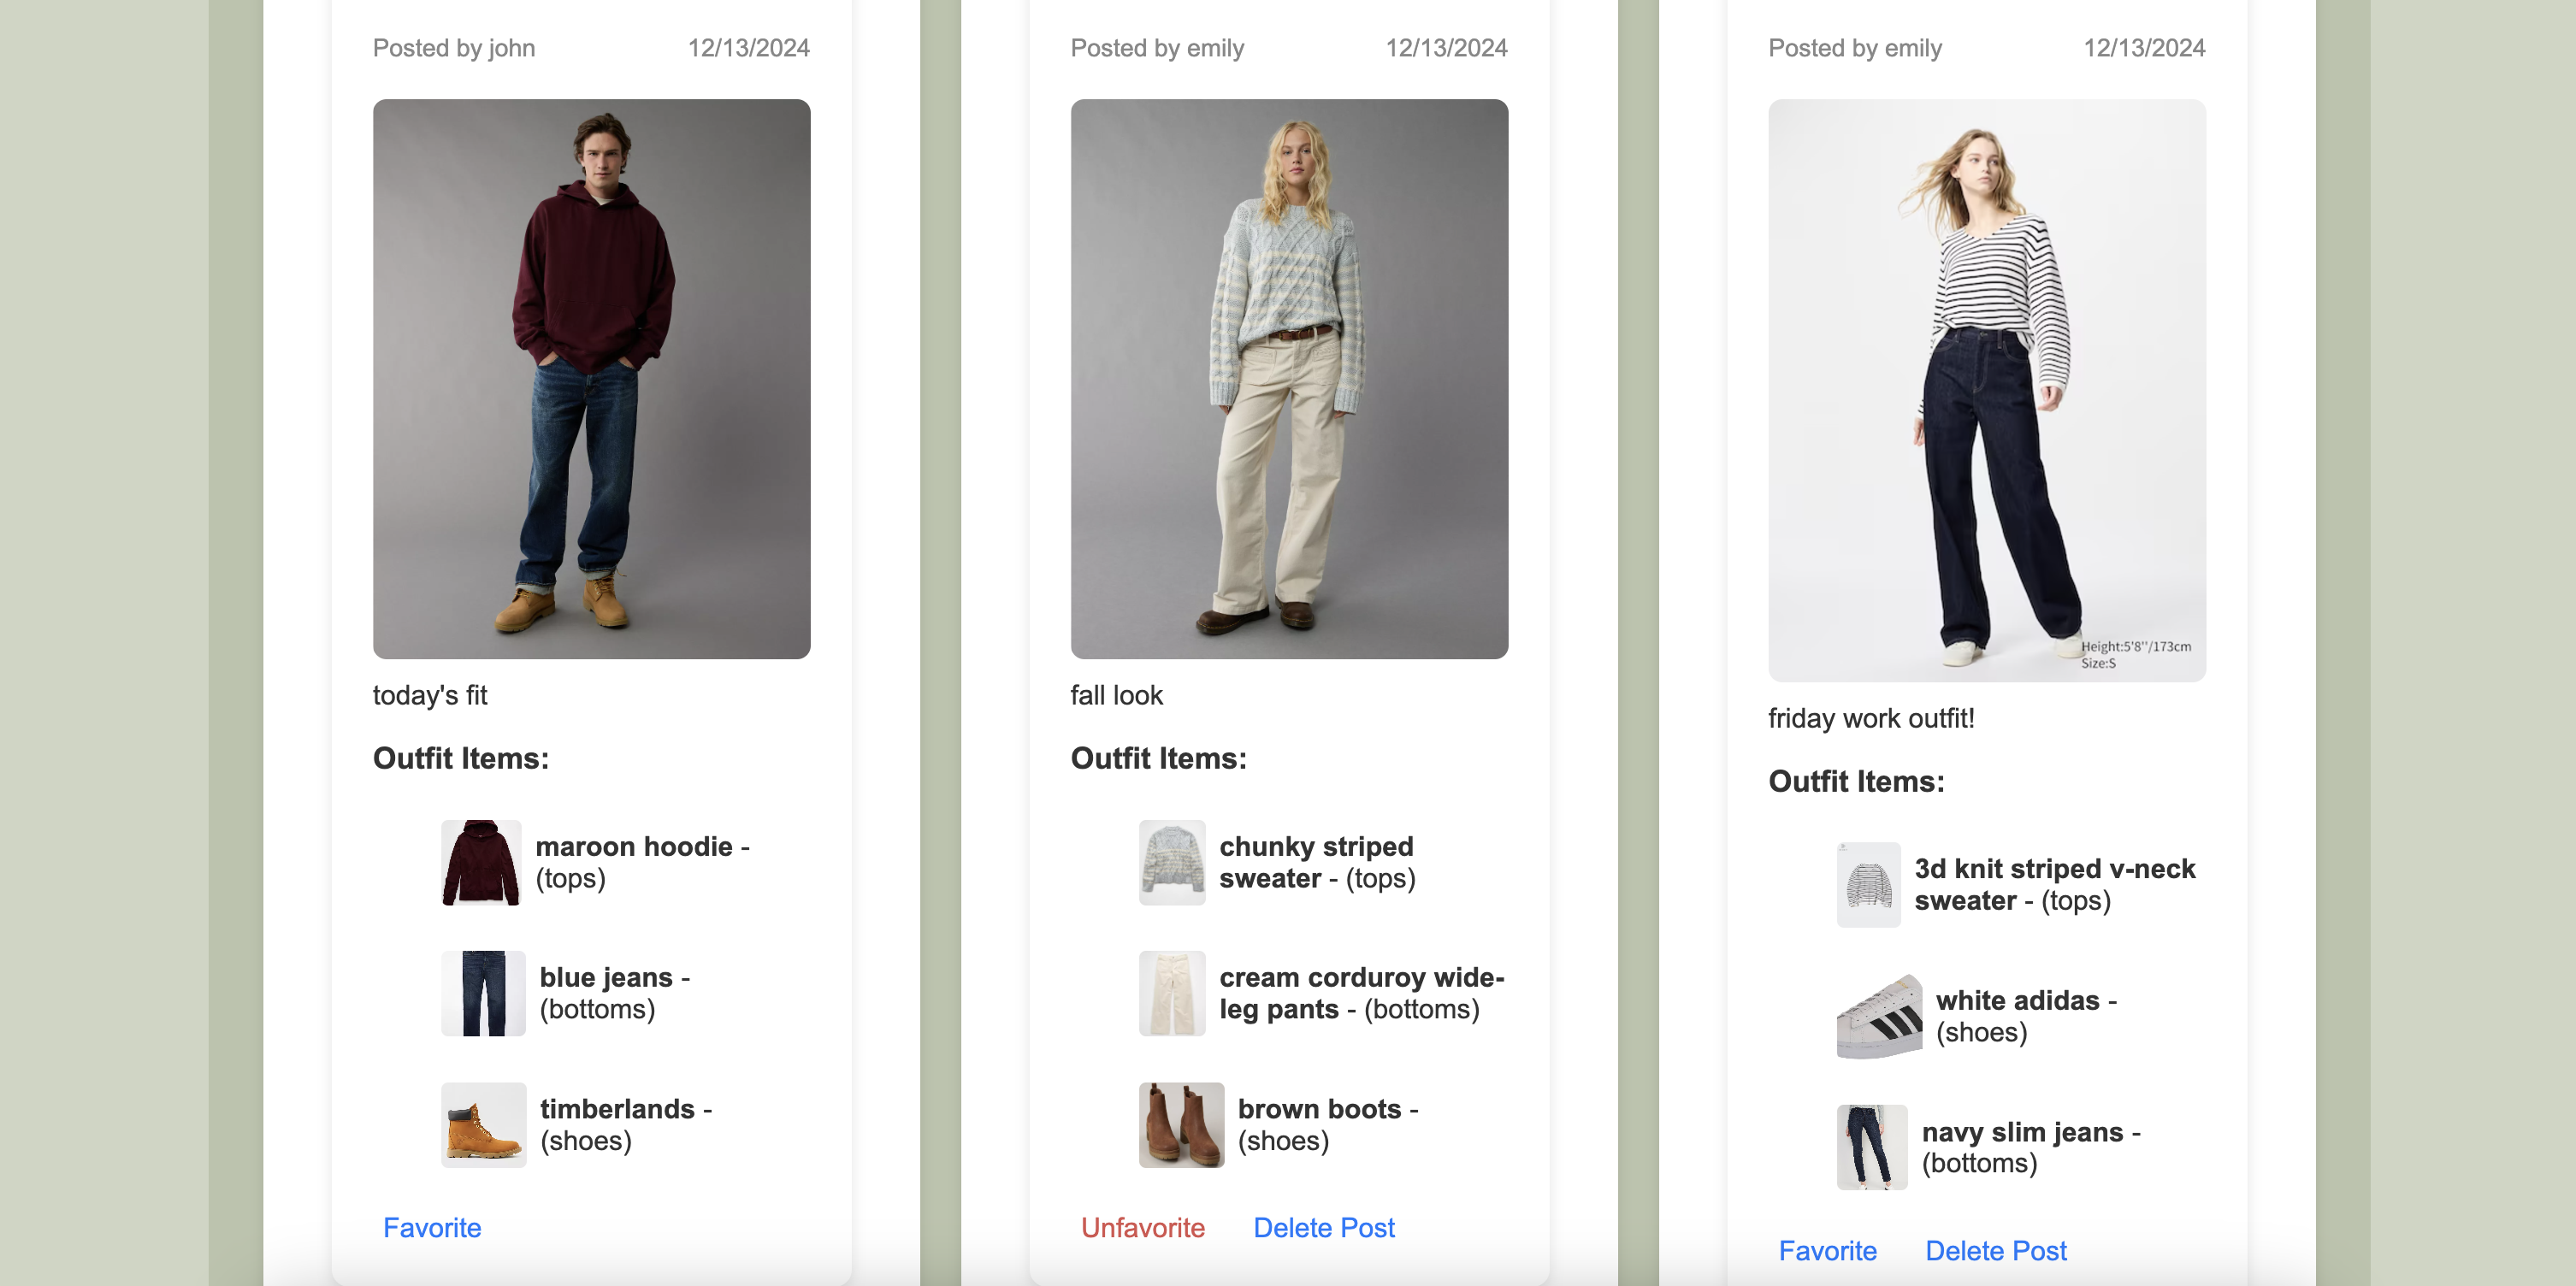 Posted by john 12/13/2024
today's fit
Outfit Items:
maroon hoodie -
(tops)
blue jeans -
(bottoms)
timberlands -
(shoes)
Favorite
Posted by emily 12/13/2024
fall look
Outfit Items:
chunky striped
sweater - (tops)
cream corduroy wide-
leg pants - (bottoms)
brown boots -
(shoes)
Unfavorite Delete Post
Posted by emily 12/13/2024
Height:5'8''/173cm
Size:S
friday work outfit!
Outfit Items:
3d knit striped v-neck
sweater - (tops)
white adidas -
(shoes)
navy slim jeans -
(bottoms)
Favorite Delete Post